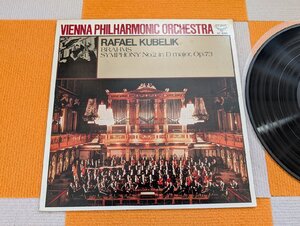 VIENNA PHILHARMONIC ORCHESTRA
RAFAEL KUBELIK
BRAHMS
SYMPHONY No.2 in D major, Op.73